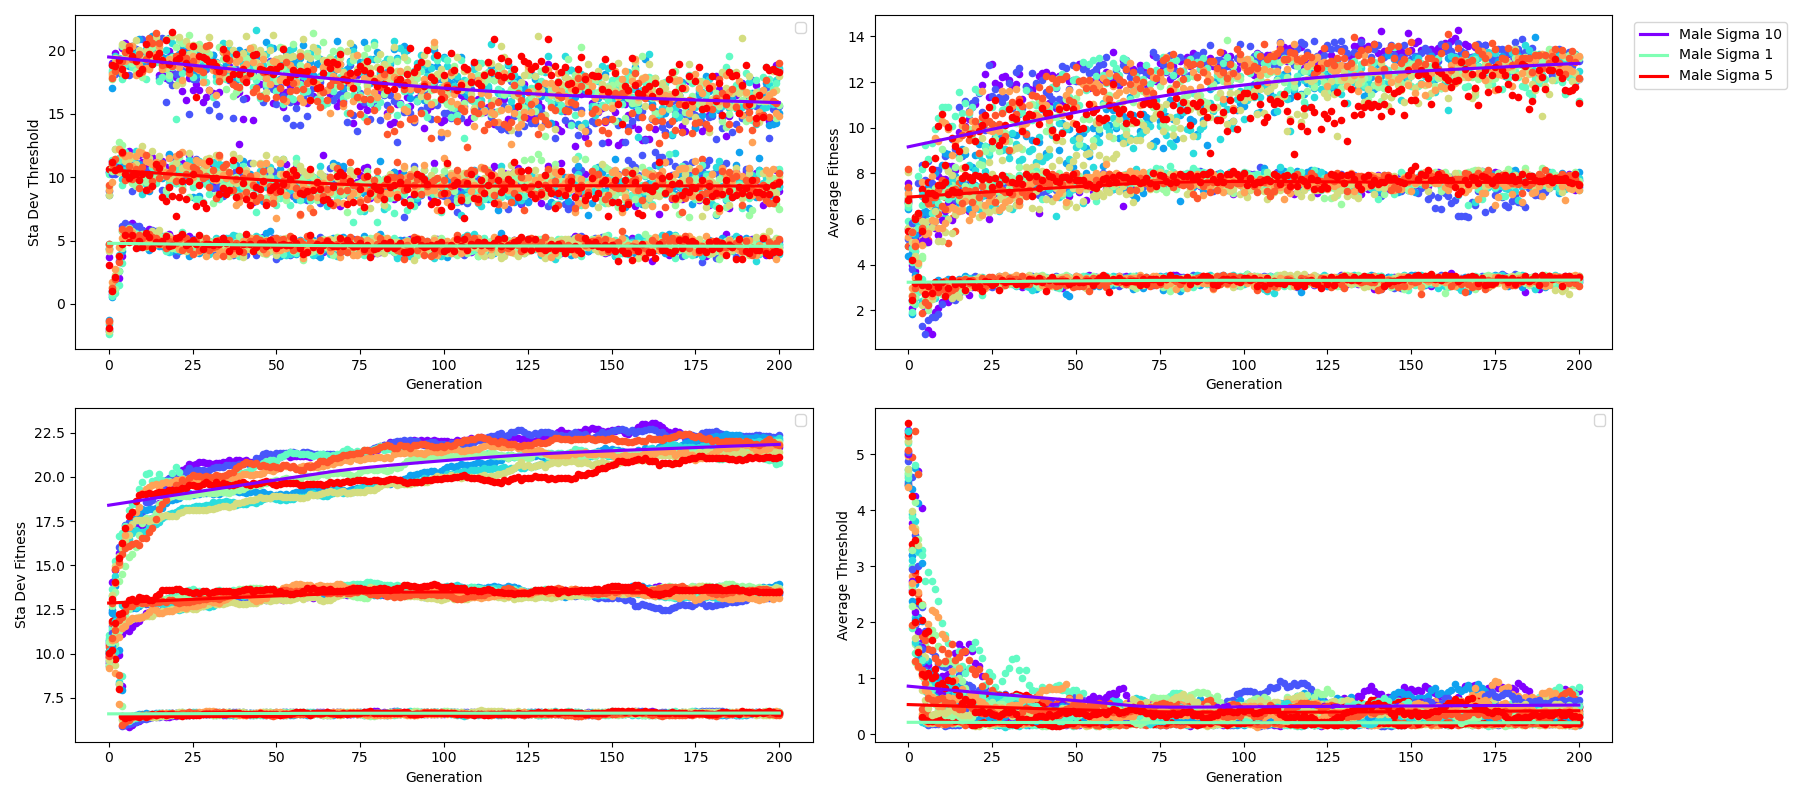 Sta Dev Threshold
20
15
10
5
0
0 25 50 75 100 125 150 175 200
Generation
Average Fitness
14
12
10
8
6
4
2
0 25 50 75 100 125 150 175 200
Generation
Male Sigma 10
Male Sigma 1
Male Sigma 5
Sta Dev Fitness
22.5
20.0
17.5
15.0
12.5
10.0
7.5
0 25 50 75 100 125 150 175 200
Generation
Average Threshold
5
4
3
2
1
0
0 25 50 75 100 125 150 175 200
Generation